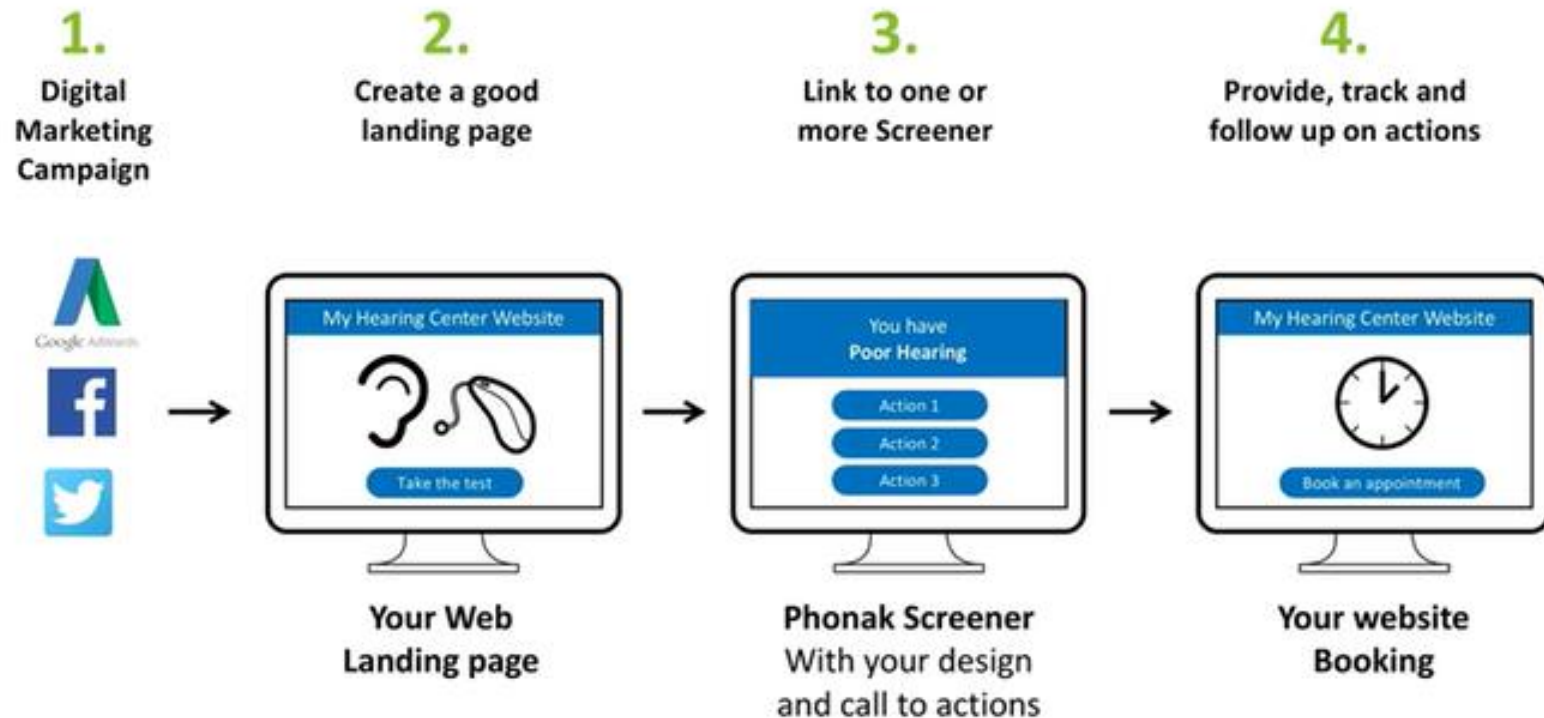 1.
Digital
Marketing
Campaign
Google AdWords
2.
Create a good
landing page
My Hearing Center Website
Take the test
Your Web
Landing page
3.
Link to one or
more Screener
You have
Poor Hearing
Action 1
Action 2
Action 3
Phonak Screener
With your design
and call to actions
4.
Provide, track and
follow up on actions
My Hearing Center Website
Book an appointment
Your website
Booking